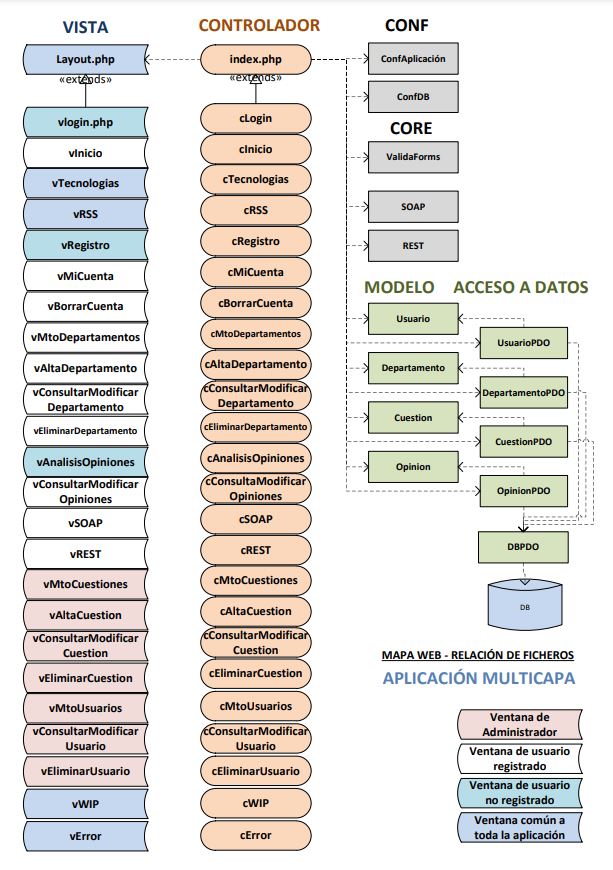 VISTA
Layout.php
«extends»
vlogin.php
vInicio
vTecnologias
vRSS
vRegistro
vMiCuenta
vBorrarCuenta
vMtoDepartamentos
vAltaDepartamento
vConsultarModificar
Departamento
vEliminarDepartamento
vAnalisisOpiniones
vConsultarModificar
Opiniones
vSOAP
vREST
vMtoCuestiones
vAltaCuestion
vConsultarModificar
Cuestion
vEliminarCuestion
vMtoUsuarios
vConsultarModificar
Usuario
vEliminarUsuario
vWIP
vError
CONTROLADOR
index.php
«extends»
cLogin
cInicio
cTecnologias
cRSS
cRegistro
cMiCuenta
cBorrarCuenta
cMtoDepartamentos
cAltaDepartamento
cConsultarModificar
Departamento
cEliminarDepartamento
cAnalisisOpiniones
cConsultaModificar
Opiniones
cSOAP
cREST
cMtoCuestiones
cAltaCuestion
cConsultarModificar
Cuestion
cEliminarCuestion
cMtoUsuarios
cConsultarModificar
Usuario
cEliminarUsuario
cWIP
cError
CONF
ConfAplicación
ConfDB
CORE
ValidaForms
SOAP
REST
MODELO
ACCESO A DATOS
Usuario
UsuarioPDO
Departamento
DepartamentoPDO
Cuestion
CuestionPDO
Opinion
OpinionPDO
DBPDO
DB
MAPA WEB - RELACIÓN DE FICHEROS
APLICACIÓN MULTICAPA
Ventana de
Administrador
Ventana de usuario
registrado
Ventana de usuario
no registrado
Ventana común a
toda la aplicación